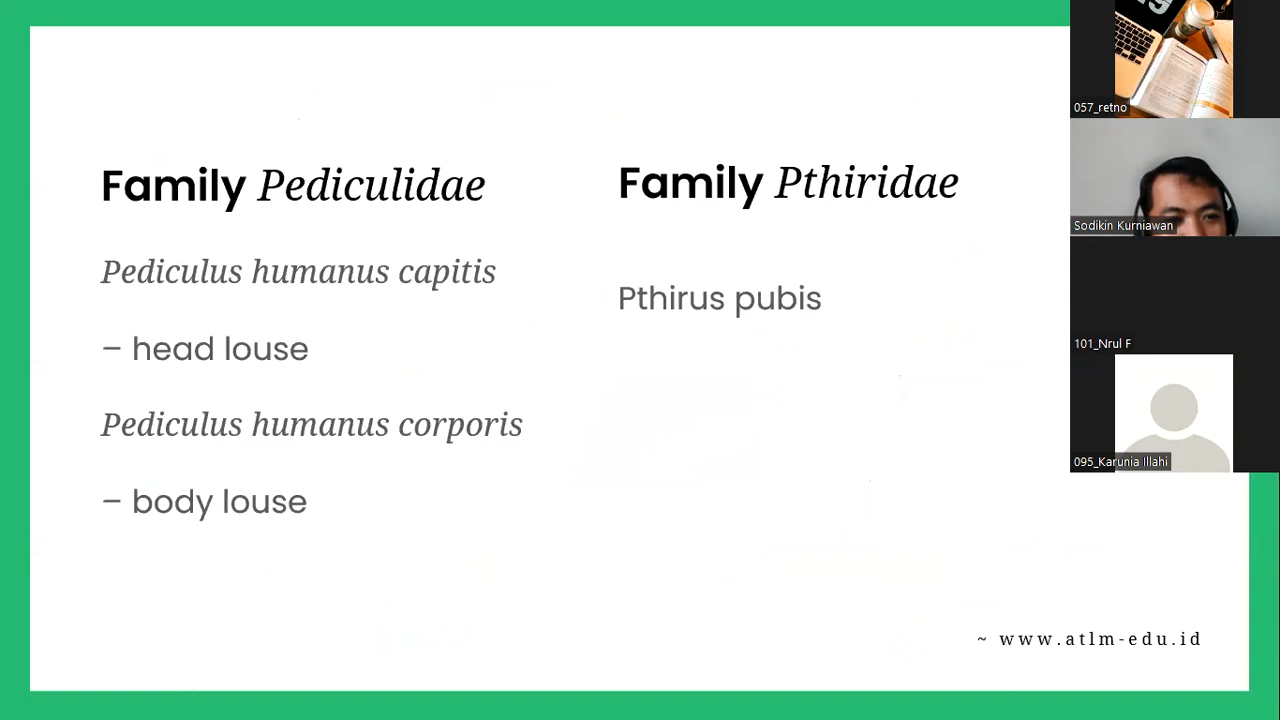 Family Pediculidae
Pediculus humanus capitis
– head louse
Pediculus humanus corporis
– body louse
Family Pthiridae
Pthirus pubis
~ www.atlm-edu.id
057_retno
Sodikin Kurniawan
101_Nrul F
095_Karunia Illahi